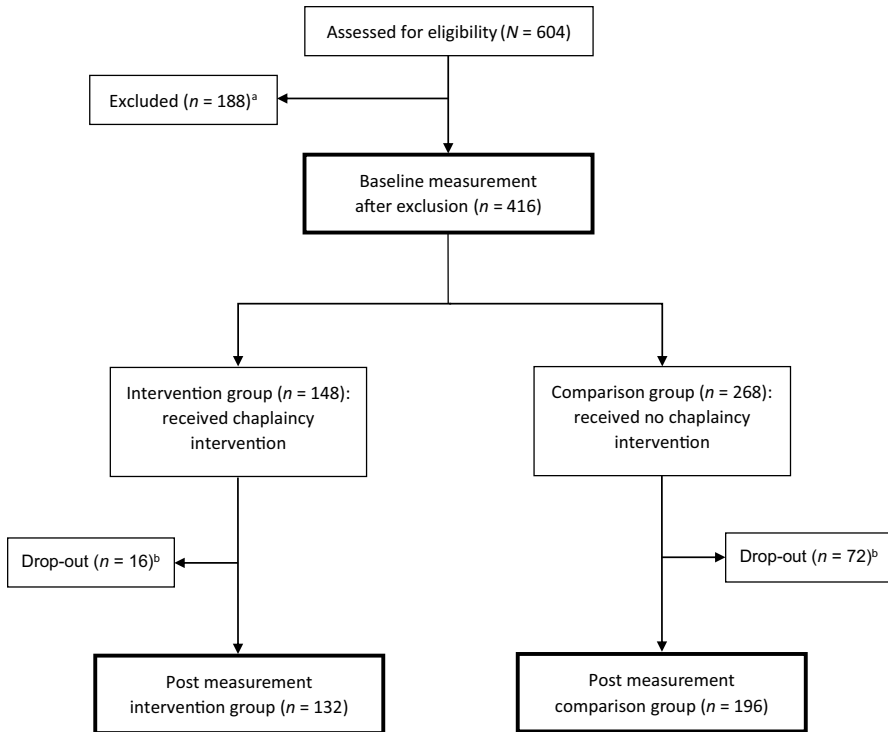 Assessed for eligibility (N = 604)
Excluded (n = 188)ᵃ
Baseline measurement
after exclusion (n = 416)
Intervention group (n = 148):
received chaplaincy
intervention
Comparison group (n = 268):
received no chaplaincy
intervention
Drop-out (n = 16)ᵇ
Drop-out (n = 72)ᵇ
Post measurement
intervention group (n = 132)
Post measurement
comparison group (n = 196)